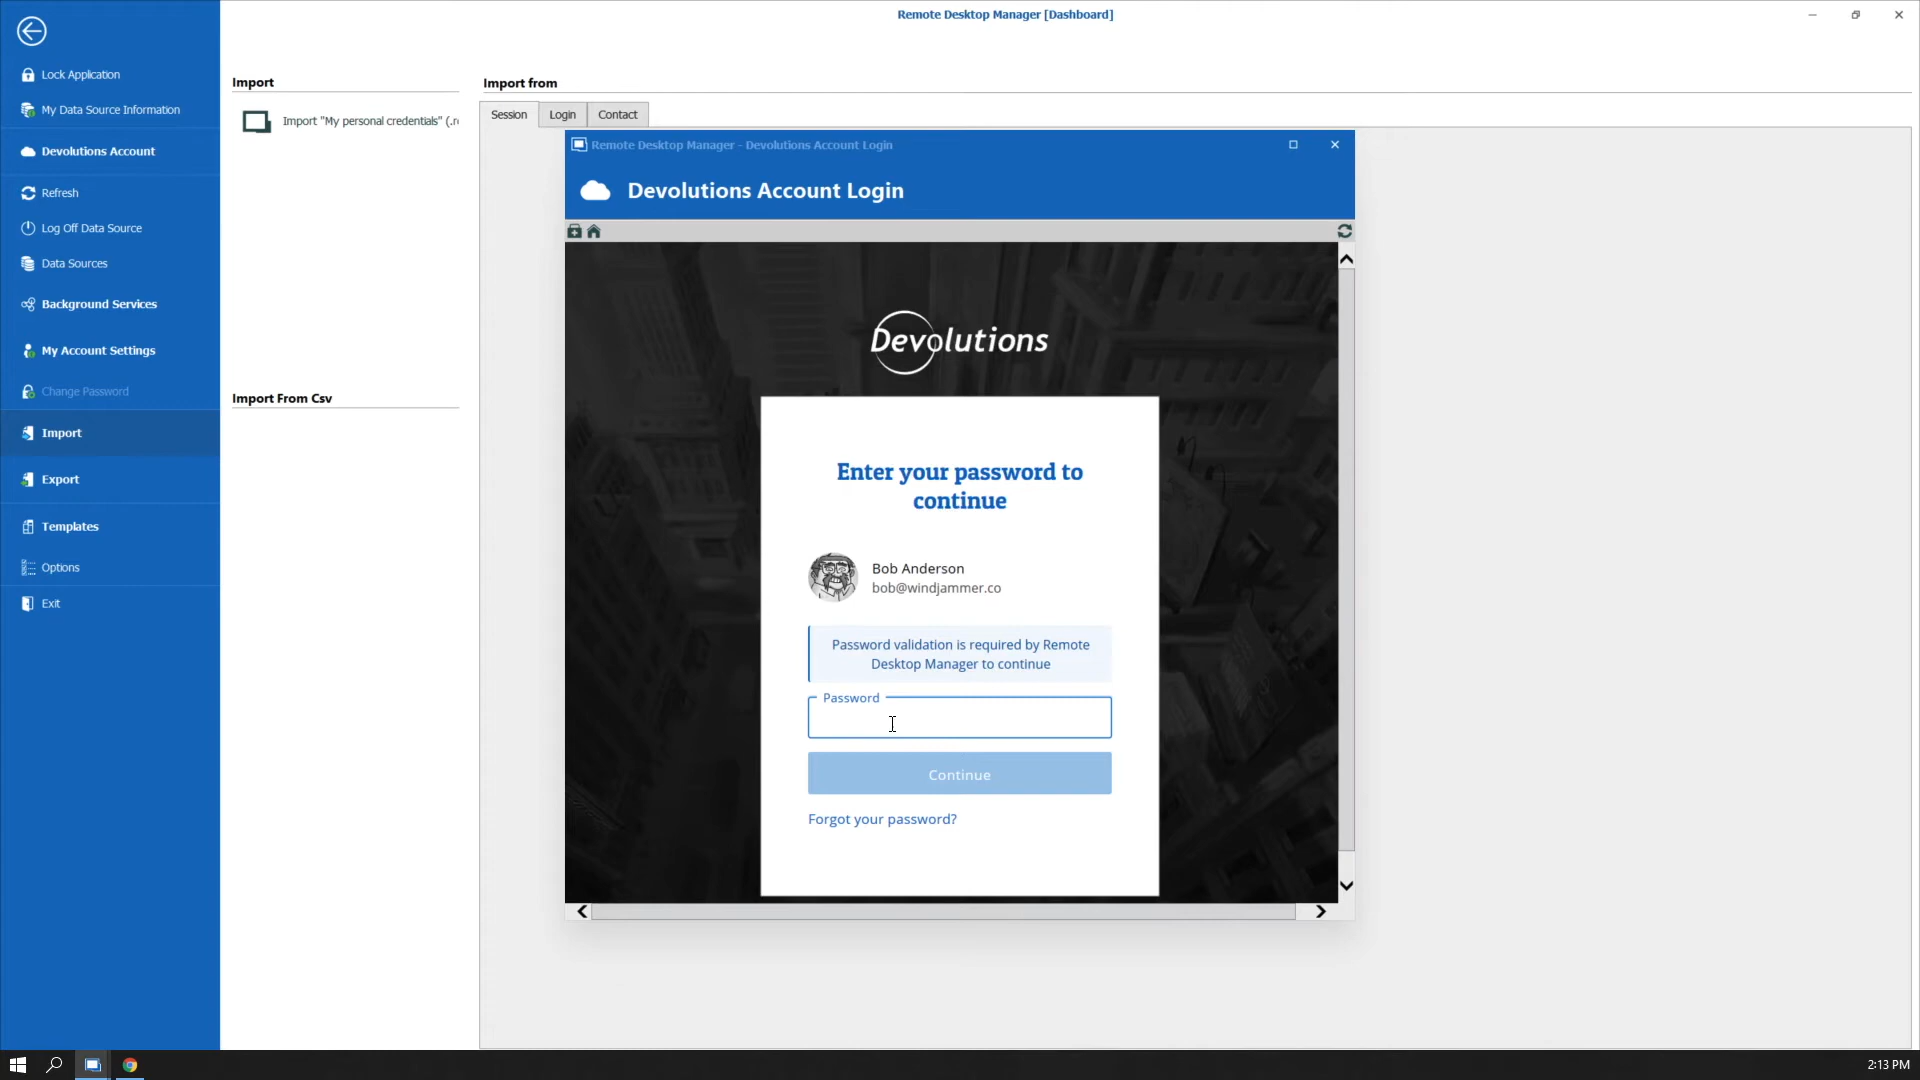 Remote Desktop Manager [Dashboard]
Lock Application
My Data Source Information
Devolutions Account
Refresh
Log Off Data Source
Data Sources
Background Services
My Account Settings
Change Password
Import
Export
Templates
Options
Exit
Import
Import "My personal credentials" (.r
Import From Csv
Import from
Session Login Contact
Remote Desktop Manager - Devolutions Account Login
Devolutions Account Login
Devolutions
Enter your password to
continue
Bob Anderson
bob@windjammer.co
Password validation is required by Remote
Desktop Manager to continue
Password
Continue
Forgot your password?
2:13 PM